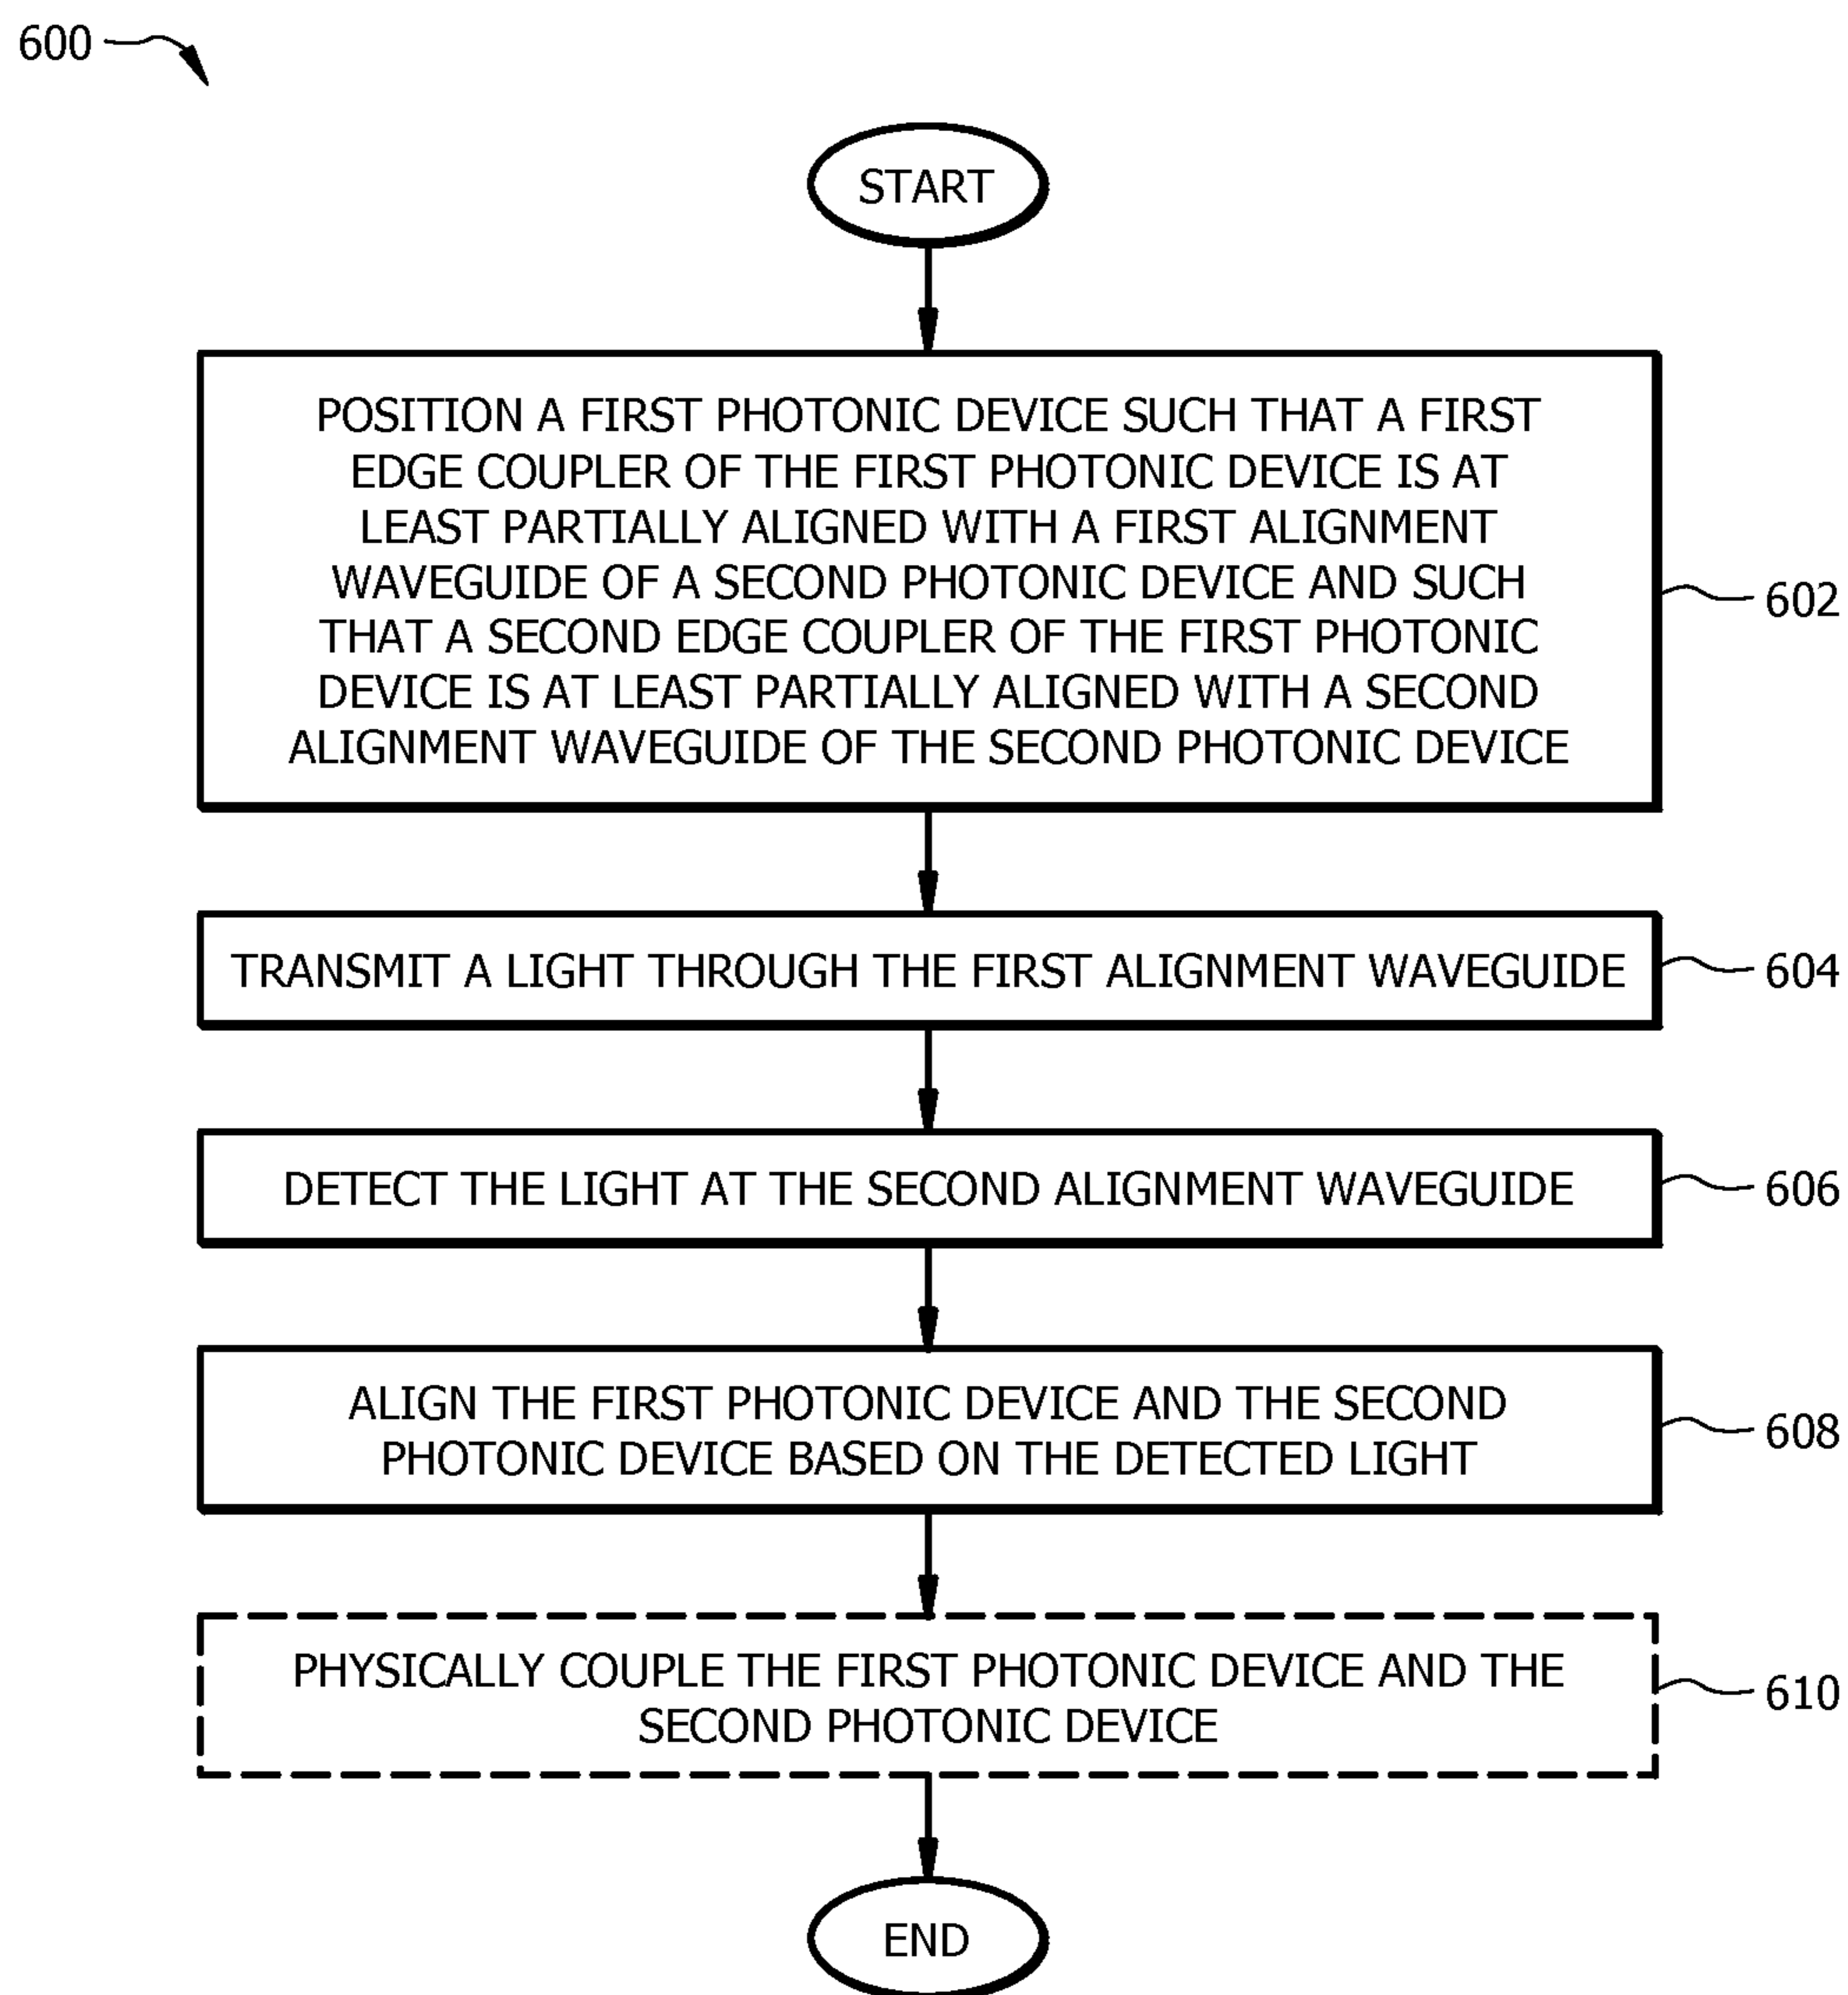 600
START
POSITION A FIRST PHOTONIC DEVICE SUCH THAT A FIRST
EDGE COUPLER OF THE FIRST PHOTONIC DEVICE IS AT
LEAST PARTIALLY ALIGNED WITH A FIRST ALIGNMENT
WAVEGUIDE OF A SECOND PHOTONIC DEVICE AND SUCH
THAT A SECOND EDGE COUPLER OF THE FIRST PHOTONIC
DEVICE IS AT LEAST PARTIALLY ALIGNED WITH A SECOND
ALIGNMENT WAVEGUIDE OF THE SECOND PHOTONIC DEVICE
602
TRANSMIT A LIGHT THROUGH THE FIRST ALIGNMENT WAVEGUIDE
604
DETECT THE LIGHT AT THE SECOND ALIGNMENT WAVEGUIDE
606
ALIGN THE FIRST PHOTONIC DEVICE AND THE SECOND
PHOTONIC DEVICE BASED ON THE DETECTED LIGHT
608
PHYSICALLY COUPLE THE FIRST PHOTONIC DEVICE AND THE
SECOND PHOTONIC DEVICE
610
END